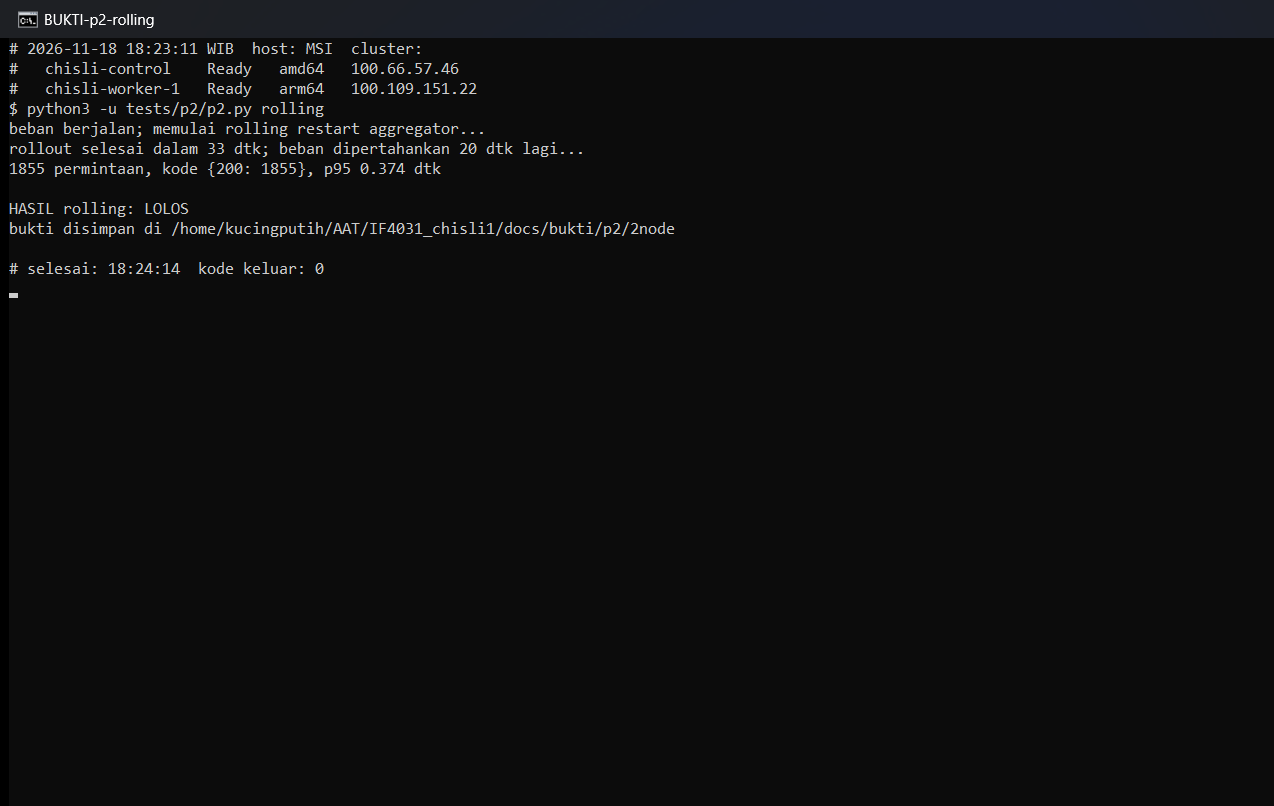 BUKTI-p2-rolling
# 2026-11-18 18:23:11 WIB  host: MSI  cluster:
#   chisli-control    Ready   amd64   100.66.57.46
#   chisli-worker-1   Ready   arm64   100.109.151.22
$ python3 -u tests/p2/p2.py rolling
beban berjalan; memulai rolling restart aggregator...
rollout selesai dalam 33 dtk; beban dipertahankan 20 dtk lagi...
1855 permintaan, kode {200: 1855}, p95 0.374 dtk
HASIL rolling: LOLOS
bukti disimpan di /home/kucingputih/AAT/IF4031_chisli1/docs/bukti/p2/2node
# selesai: 18:24:14  kode keluar: 0